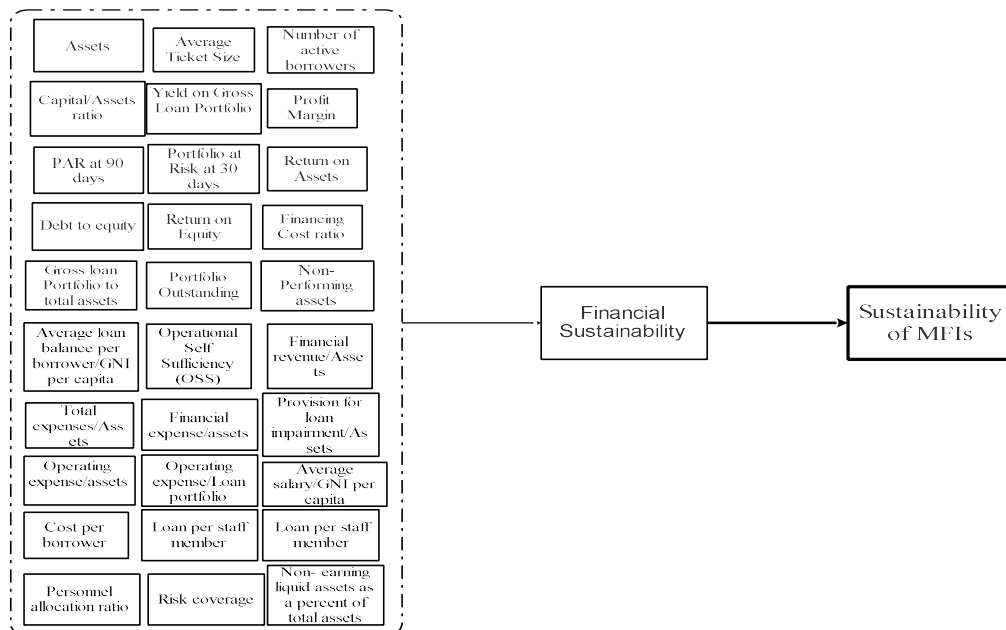 Assets
Average
Ticket Size
Number of
active
borrowers
Capital/Assets
ratio
Yield on Gross
Loan Portfolio
Profit
Margin
PAR at 90
days
Portfolio at
Risk at 30
days
Return on
Assets
Debt to equity
Return on
Equity
Financing
Cost ratio
Gross loan
Portfolio to
total assets
Portfolio
Outstanding
Non-
Performing
assets
Average loan
balance per
borrower/GNI
per capita
Operational
Self
Sufficiency
(OSS)
Financial
revenue/Asse
ts
Total
expenses/Ass
ets
Financial
expense/assets
Provision for
loan
impairment/As
sets
Operating
expense/assets
Operating
expense/Loan
portfolio
Average
salary/GNI per
capita
Cost per
borrower
Loan per staff
member
Loan per staff
member
Personnel
allocation ratio
Risk coverage
Non- earning
liquid assets as
a percent of
total assets
Financial
Sustainability
Sustainability
of MFIs